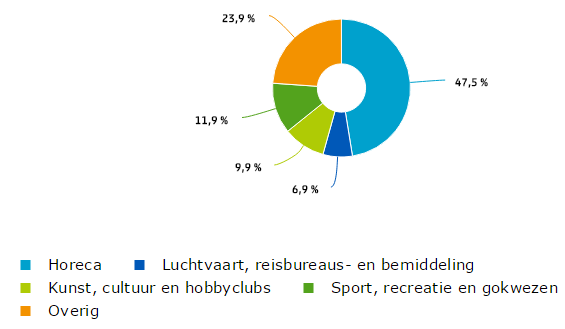 23,9 %
47,5 %
11,9 %
9,9 %
6,9 %
Horeca Luchtvaart, reisbureaus- en bemiddeling
Kunst, cultuur en hobbyclubs Sport, recreatie en gokwezen
Overig